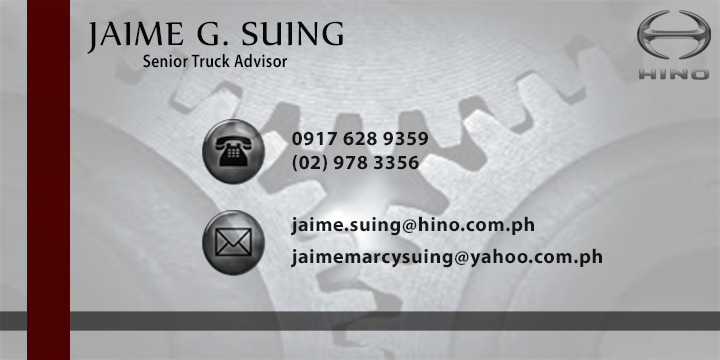 JAIME G. SUING
Senior Truck Advisor
HINO
0917 628 9359
(02) 978 3356
jaime.suing@hino.com.ph
jaimemarcysuing@yahoo.com.ph